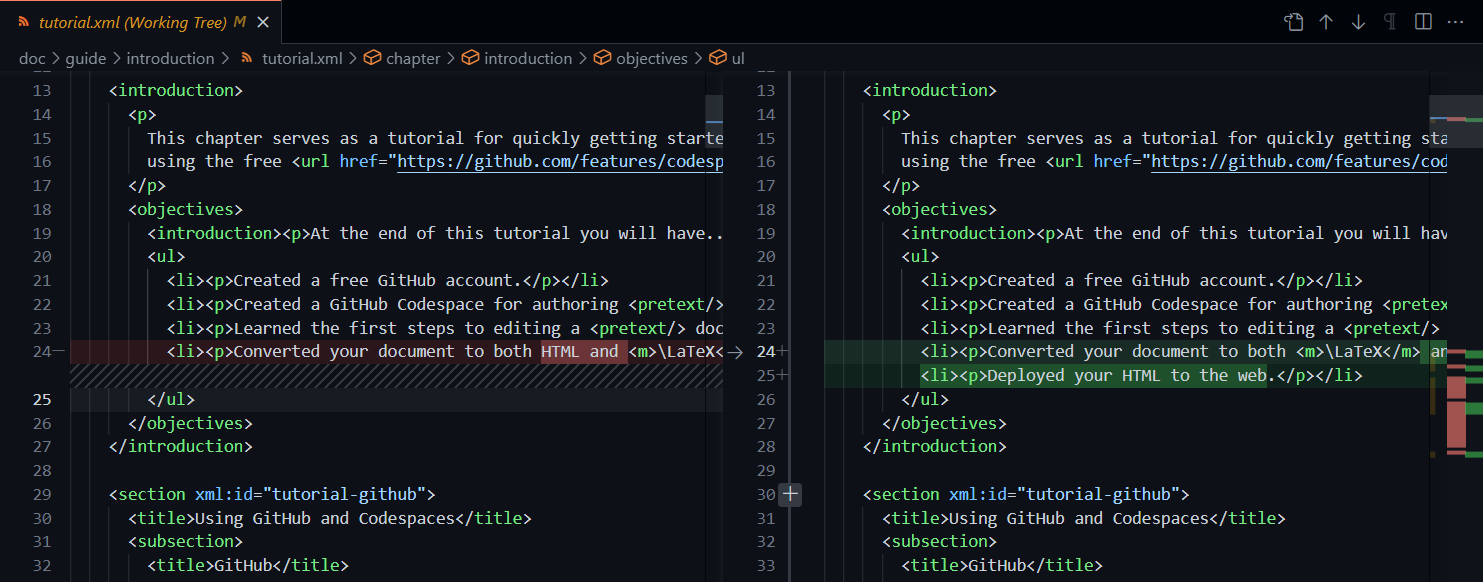 tutorial.xml (Working Tree) M
doc > guide > introduction > tutorial.xml > chapter > introduction > objectives > ul
13 <introduction>
14 <p>
15 This chapter serves as a tutorial for quickly getting starte
16 using the free <url href="https://github.com/features/codesp
17 </p>
18 <objectives>
19 <introduction><p>At the end of this tutorial you will have..
20 <ul>
21 <li><p>Created a free GitHub account.</p></li>
22 <li><p>Created a GitHub Codespace for authoring <pretext/>
23 <li><p>Learned the first steps to editing a <pretext/> doc
24 <li><p>Converted your document to both HTML and <m>\LaTeX<
25 </ul>
26 </objectives>
27 </introduction>
28
29 <section xml:id="tutorial-github">
30 <title>Using GitHub and Codespaces</title>
31 <subsection>
32 <title>GitHub</title>
13 <introduction>
14 <p>
15 This chapter serves as a tutorial for quickly getting sta
16 using the free <url href="https://github.com/features/cod
17 </p>
18 <objectives>
19 <introduction><p>At the end of this tutorial you will hav
20 <ul>
21 <li><p>Created a free GitHub account.</p></li>
22 <li><p>Created a GitHub Codespace for authoring <pretex
23 <li><p>Learned the first steps to editing a <pretext/>
24+ <li><p>Converted your document to both <m>\LaTeX</m> an
25+ <li><p>Deployed your HTML to the web.</p></li>
26 </ul>
27 </objectives>
28 </introduction>
29
30 <section xml:id="tutorial-github">
31 <title>Using GitHub and Codespaces</title>
32 <subsection>
33 <title>GitHub</title>